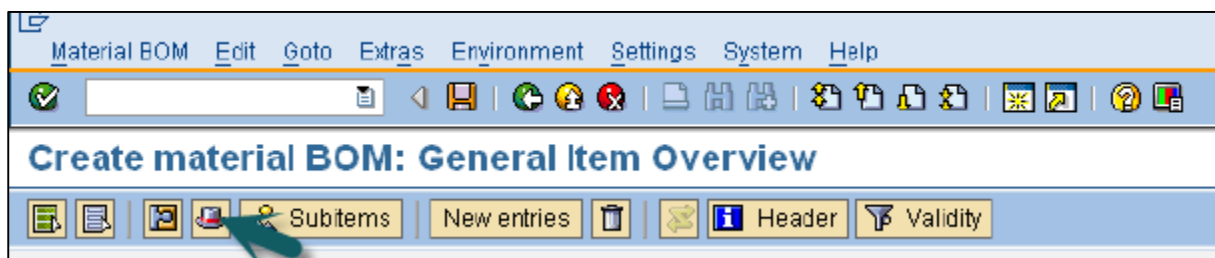 Material BOM Edit Goto Extras Environment Settings System Help
Create material BOM: General Item Overview
Subitems New entries Header Validity